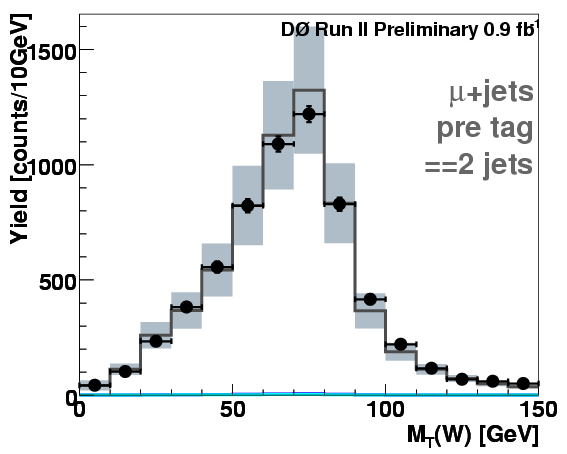 DØ Run II Preliminary 0.9 fb⁻¹
μ+jets
pre tag
==2 jets
Yield [counts/10GeV]
1500
1000
500
0
0 50 100 150
M_T(W) [GeV]